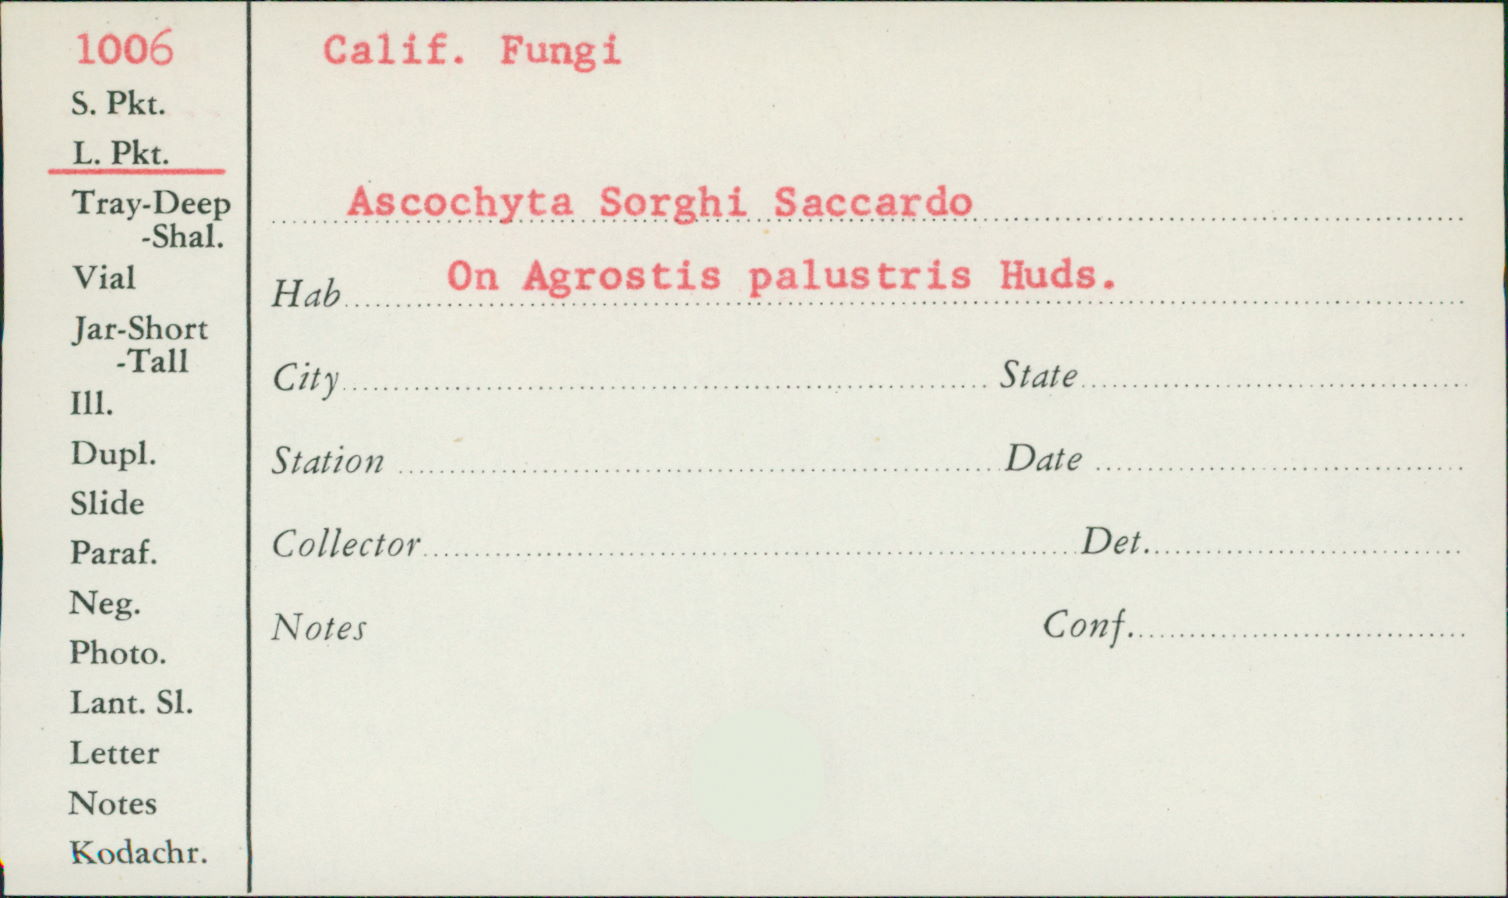 1006
S. Pkt.
L. Pkt.
Tray-Deep
-Shal.
Vial
Jar-Short
-Tall
Ill.
Dupl.
Slide
Paraf.
Neg.
Photo.
Lant. Sl.
Letter
Notes
Kodachr.
Calif. Fungi
Ascochyta Sorghi Saccardo
Hab On Agrostis palustris Huds.
City State
Station Date
Collector Det.
Notes Conf.